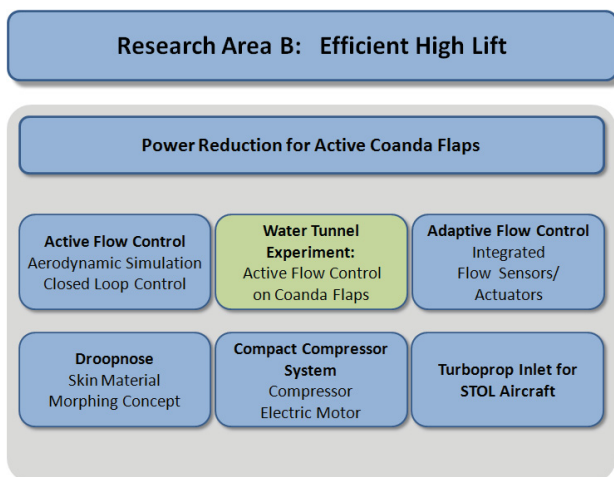 Research Area B: Efficient High Lift
Power Reduction for Active Coanda Flaps
Active Flow Control
Aerodynamic Simulation
Closed Loop Control
Water Tunnel
Experiment:
Active Flow Control
on Coanda Flaps
Adaptive Flow Control
Integrated
Flow Sensors/
Actuators
Droopnose
Skin Material
Morphing Concept
Compact Compressor
System
Compressor
Electric Motor
Turboprop Inlet for
STOL Aircraft